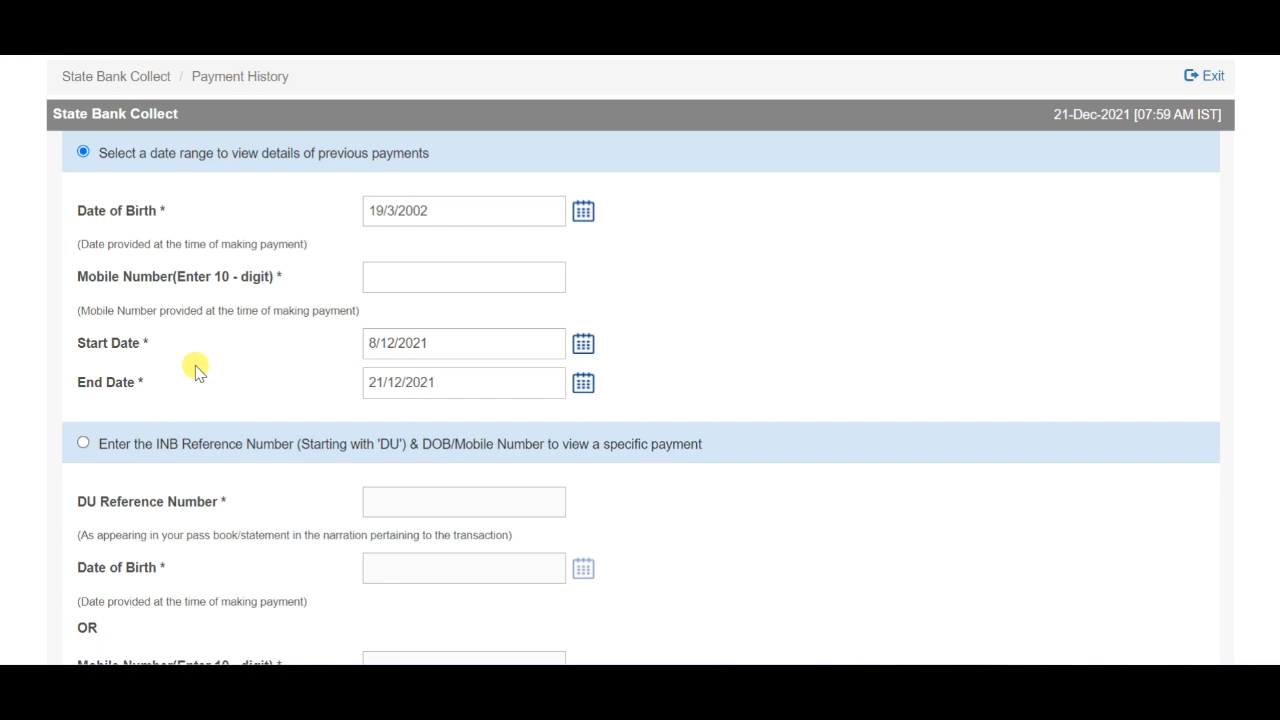 State Bank Collect / Payment History
Exit
State Bank Collect
21-Dec-2021 [07:59 AM IST]
Select a date range to view details of previous payments
Date of Birth * 19/3/2002
(Date provided at the time of making payment)
Mobile Number(Enter 10 - digit) *
(Mobile Number provided at the time of making payment)
Start Date * 8/12/2021
End Date * 21/12/2021
Enter the INB Reference Number (Starting with 'DU') & DOB/Mobile Number to view a specific payment
DU Reference Number *
(As appearing in your pass book/statement in the narration pertaining to the transaction)
Date of Birth *
(Date provided at the time of making payment)
OR
Mobile Number(Enter 10 - digit) *